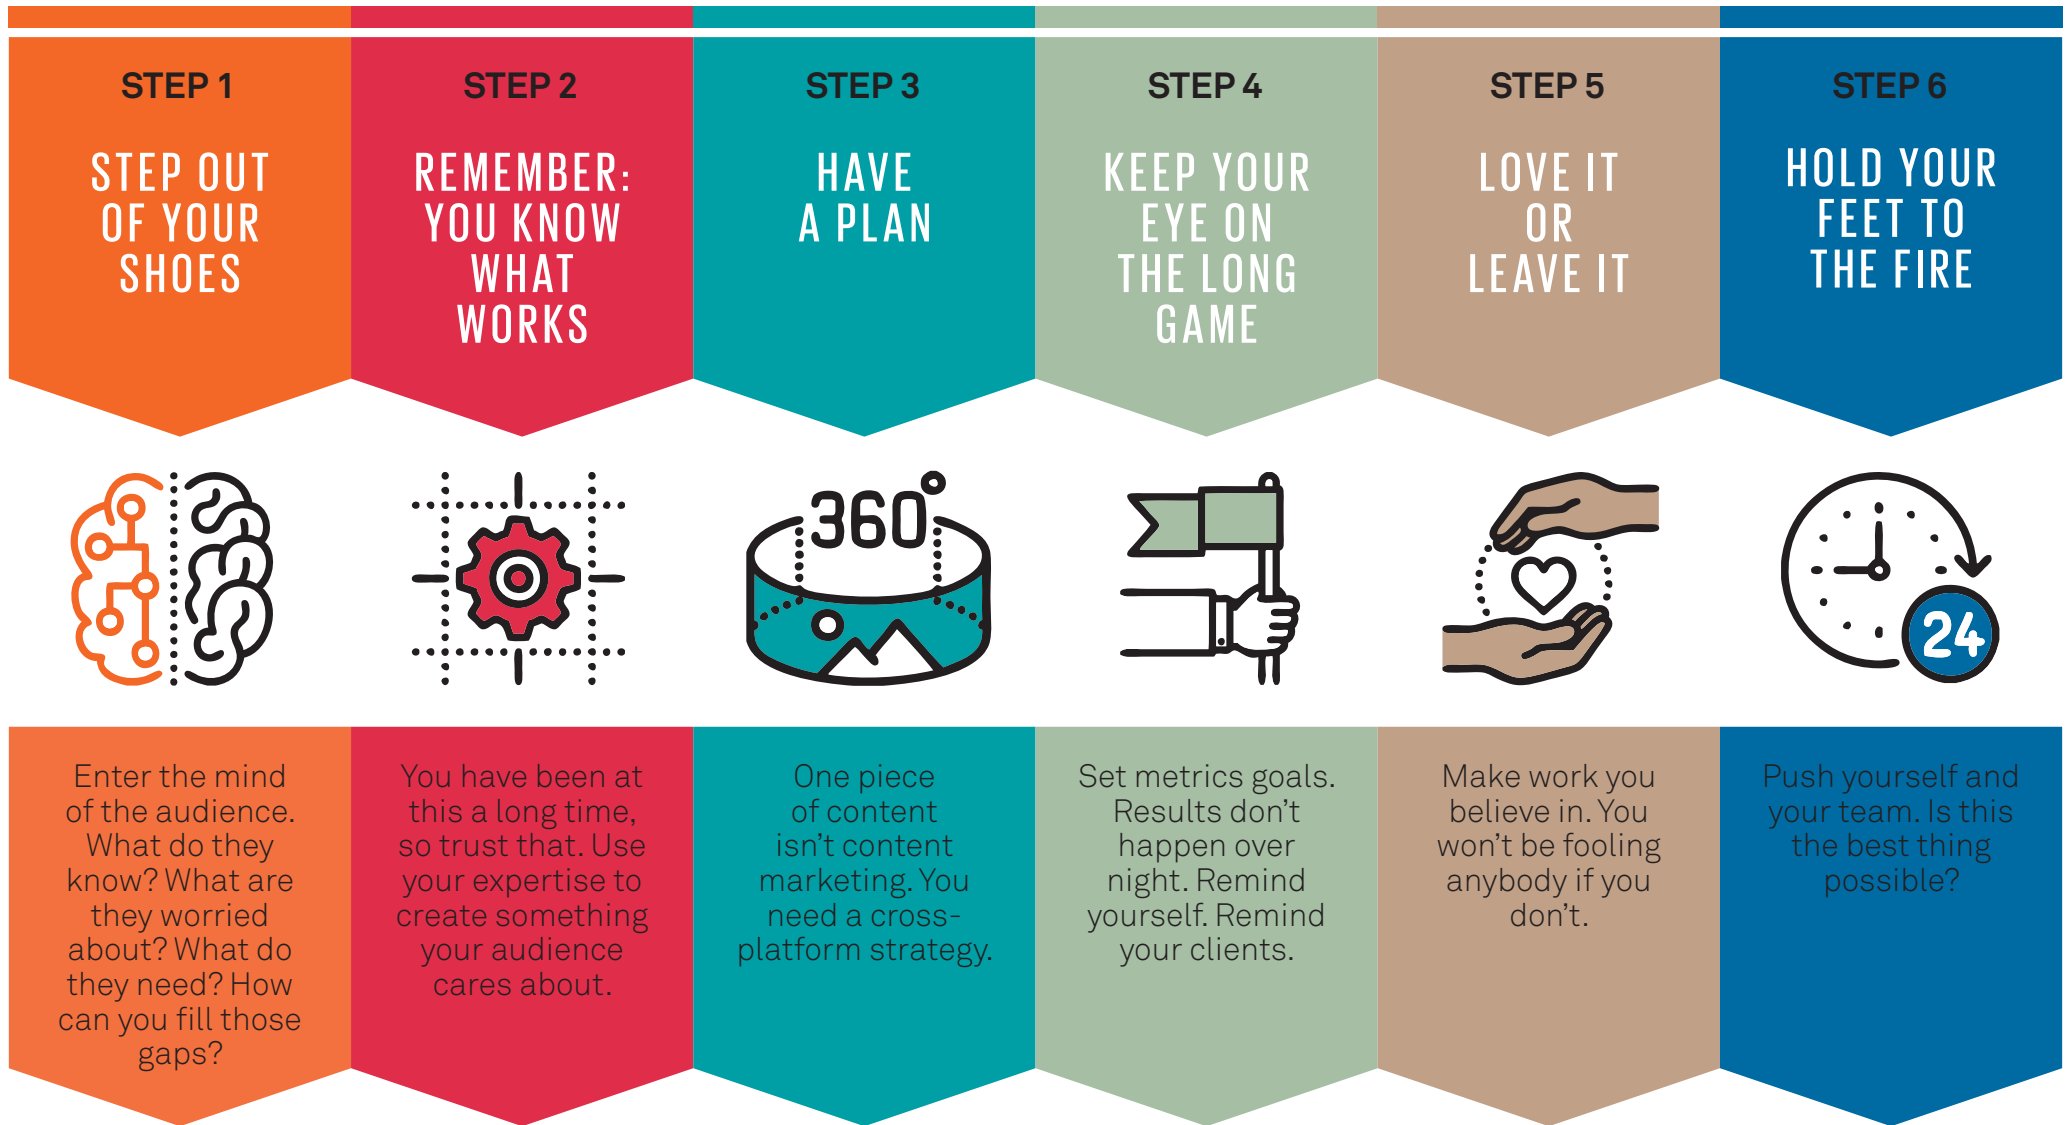 STEP 1
STEP OUT
OF YOUR
SHOES
Enter the mind
of the audience.
What do they
know? What are
they worried
about? What do
they need? How
can you fill those
gaps?
STEP 2
REMEMBER:
YOU KNOW
WHAT
WORKS
You have been at
this a long time,
so trust that. Use
your expertise to
create something
your audience
cares about.
STEP 3
HAVE
A PLAN
360°
One piece
of content
isn't content
marketing. You
need a cross-
platform strategy.
STEP 4
KEEP YOUR
EYE ON
THE LONG
GAME
Set metrics goals.
Results don't
happen over
night. Remind
yourself. Remind
your clients.
STEP 5
LOVE IT
OR
LEAVE IT
Make work you
believe in. You
won't be fooling
anybody if you
don't.
STEP 6
HOLD YOUR
FEET TO
THE FIRE
24
Push yourself and
your team. Is this
the best thing
possible?